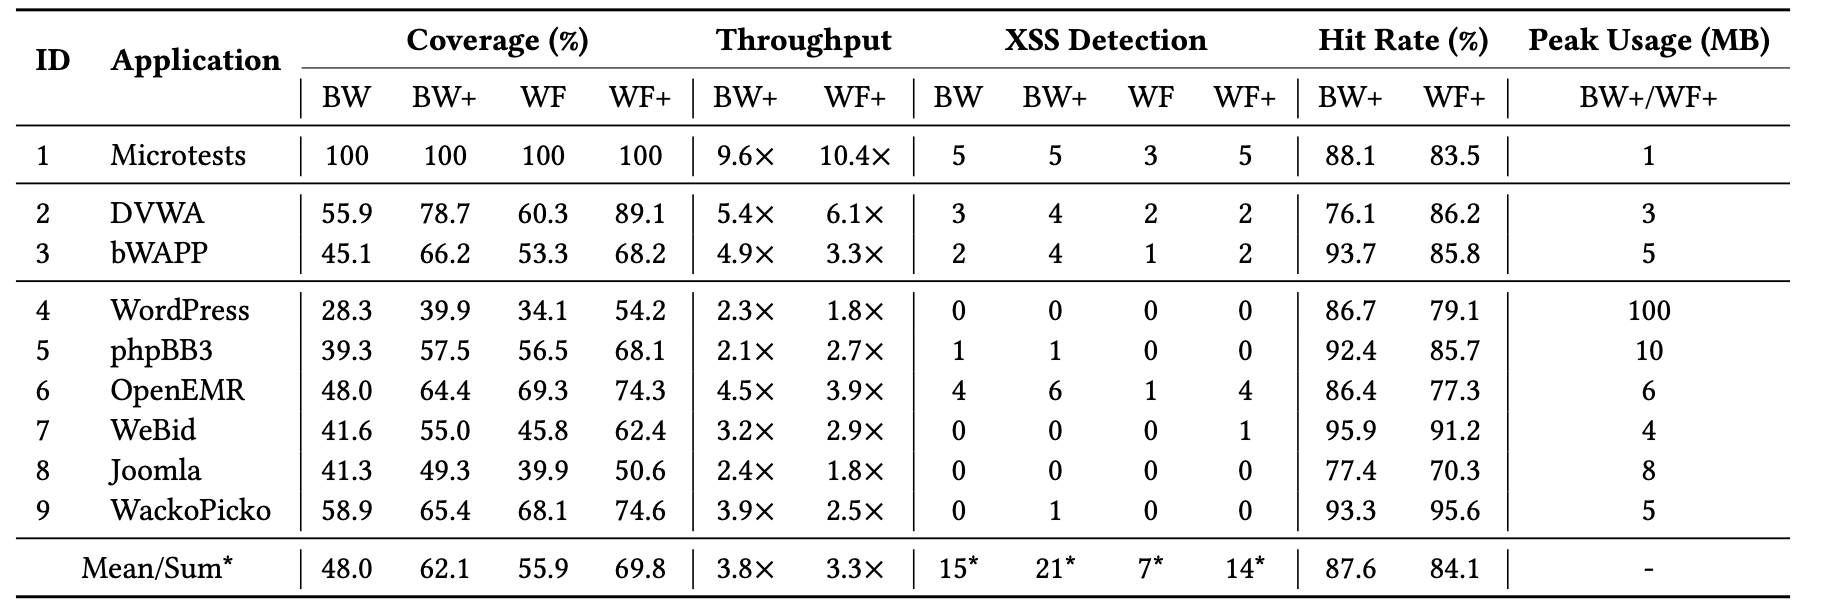 ID Application Coverage (%) Throughput XSS Detection Hit Rate (%) Peak Usage (MB)
BW BW+ WF WF+ BW+ WF+ BW BW+ WF WF+ BW+ WF+ BW+/WF+
1 Microtests 100 100 100 100 9.6× 10.4× 5 5 3 5 88.1 83.5 1
2 DVWA 55.9 78.7 60.3 89.1 5.4× 6.1× 3 4 2 2 76.1 86.2 3
3 bWAPP 45.1 66.2 53.3 68.2 4.9× 3.3× 2 4 1 2 93.7 85.8 5
4 WordPress 28.3 39.9 34.1 54.2 2.3× 1.8× 0 0 0 0 86.7 79.1 100
5 phpBB3 39.3 57.5 56.5 68.1 2.1× 2.7× 1 1 0 0 92.4 85.7 10
6 OpenEMR 48.0 64.4 69.3 74.3 4.5× 3.9× 4 6 1 4 86.4 77.3 6
7 WeBid 41.6 55.0 45.8 62.4 3.2× 2.9× 0 0 0 1 95.9 91.2 4
8 Joomla 41.3 49.3 39.9 50.6 2.4× 1.8× 0 0 0 0 77.4 70.3 8
9 WackoPicko 58.9 65.4 68.1 74.6 3.9× 2.5× 0 1 0 0 93.3 95.6 5
Mean/Sum* 48.0 62.1 55.9 69.8 3.8× 3.3× 15* 21* 7* 14* 87.6 84.1 -